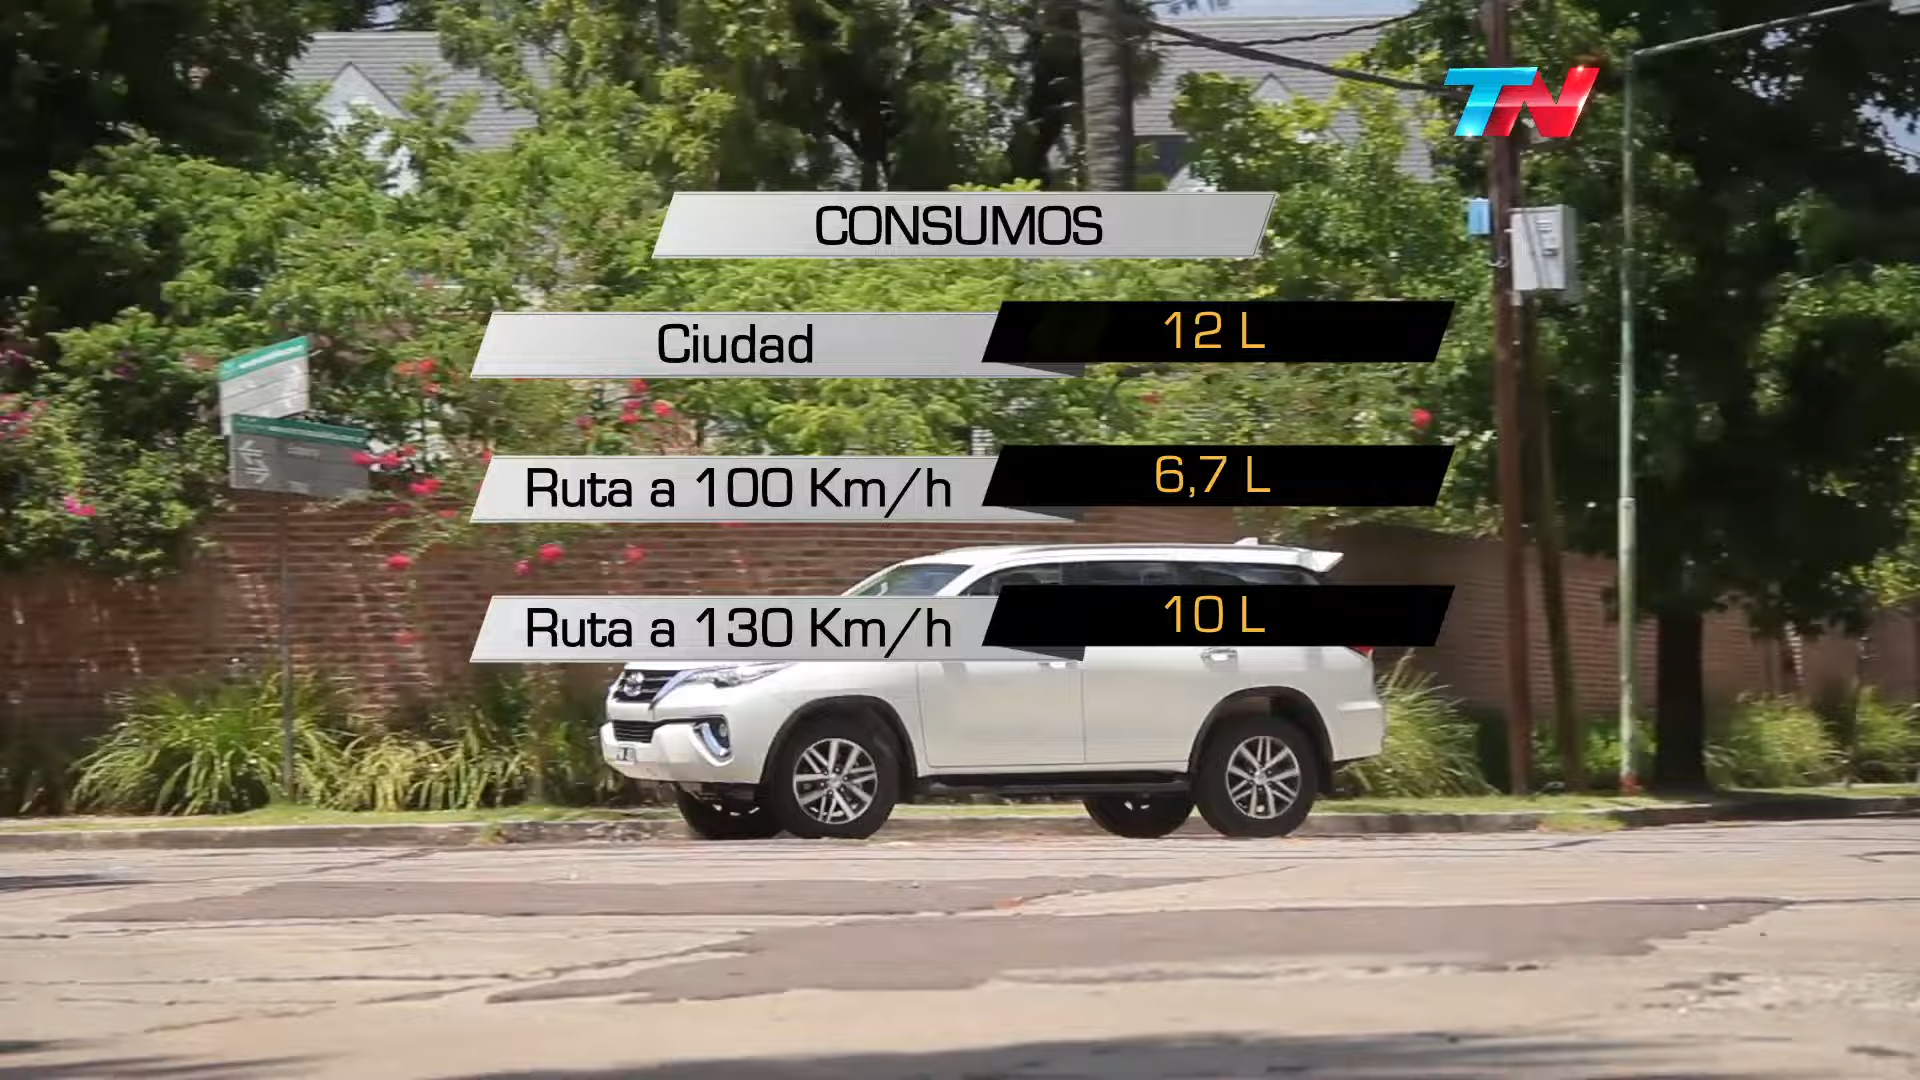 TN
CONSUMOS
Ciudad 12 L
Ruta a 100 Km/h 6,7 L
Ruta a 130 Km/h 10 L